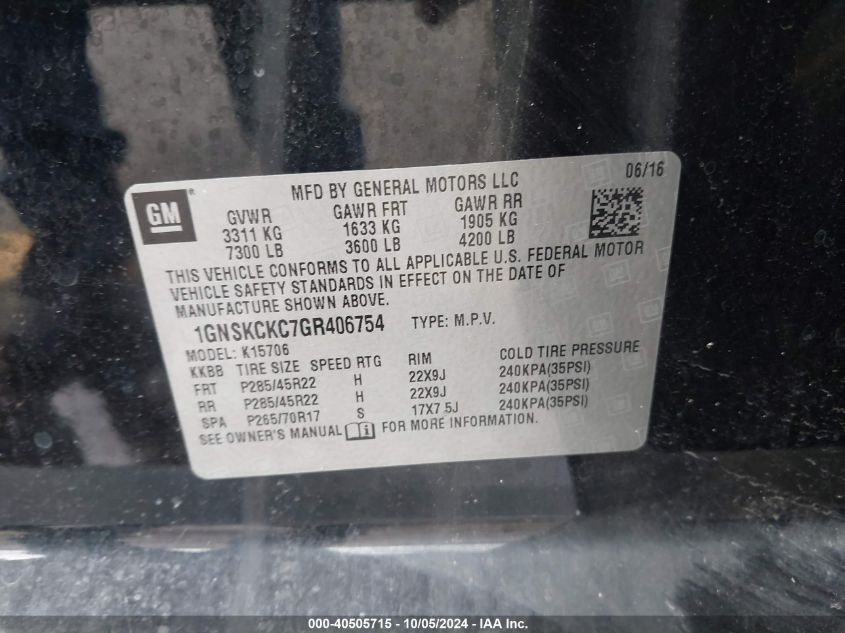 GM ®
MFD BY GENERAL MOTORS LLC
06/16
GVWR GAWR FRT GAWR RR
3311 KG 1633 KG 1905 KG
7300 LB 3600 LB 4200 LB
THIS VEHICLE CONFORMS TO ALL APPLICABLE U.S. FEDERAL MOTOR
VEHICLE SAFETY STANDARDS IN EFFECT ON THE DATE OF
MANUFACTURE SHOWN ABOVE.
1GNSKCKC7GR406754 TYPE: M.P.V.
MODEL: K15706
KKBB TIRE SIZE SPEED RTG RIM COLD TIRE PRESSURE
FRT P285/45R22 H 22X9J 240KPA(35PSI)
RR P285/45R22 H 22X9J 240KPA(35PSI)
SPA P265/70R17 S 17X7.5J 240KPA(35PSI)
SEE OWNER'S MANUAL FOR MORE INFORMATION.
000-40505715 - 10/05/2024 - IAA Inc.